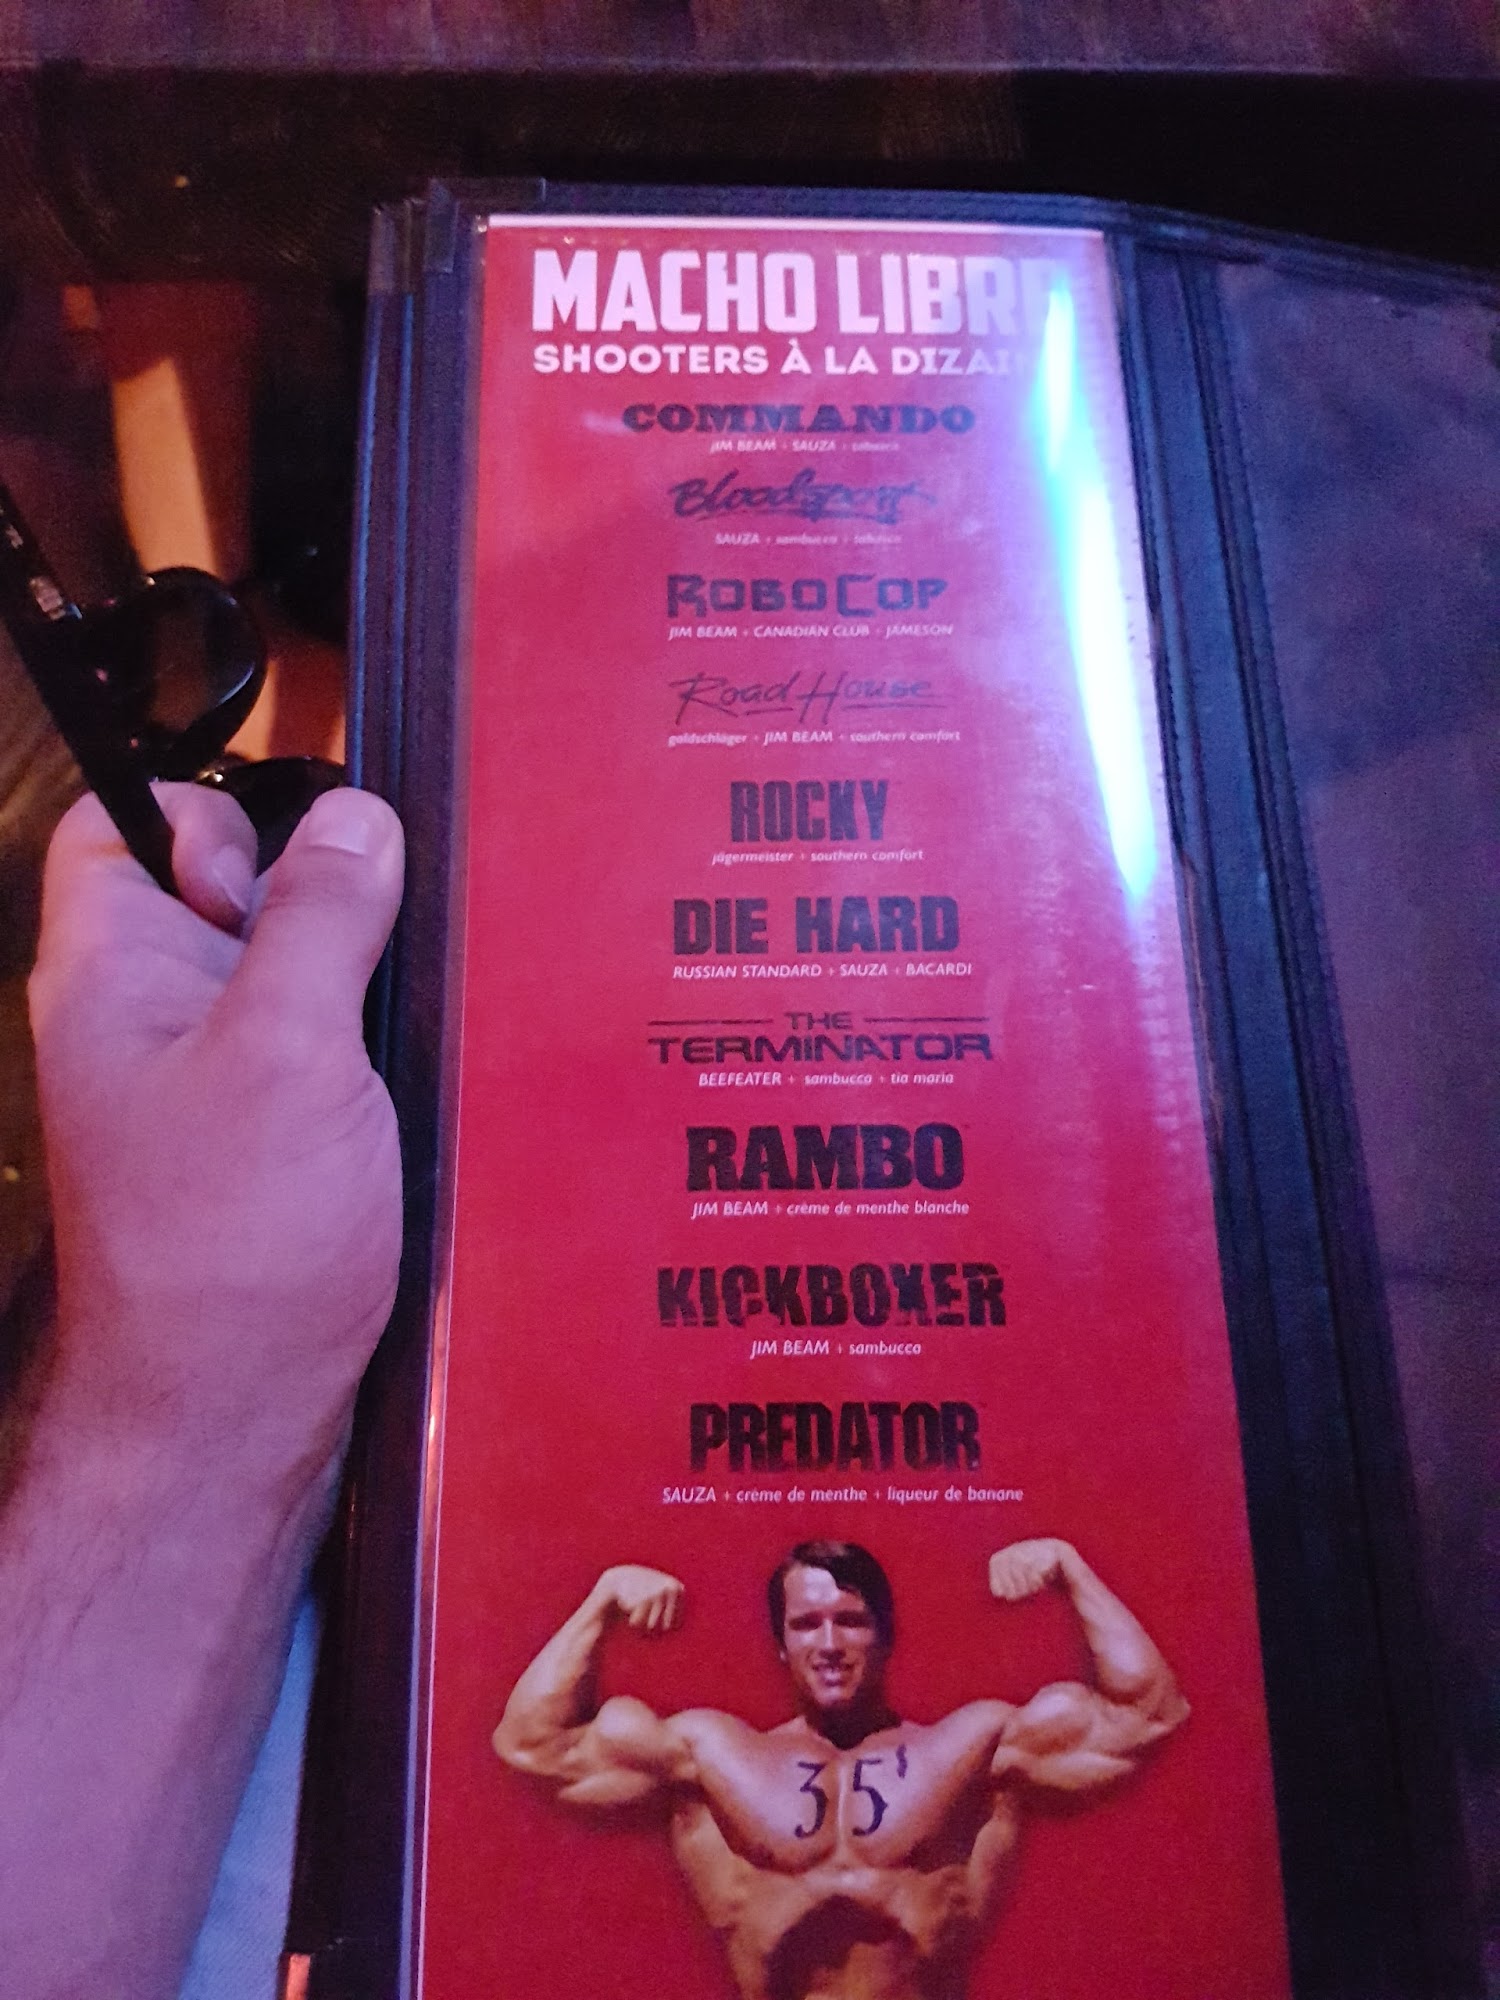 MACHO LIBRE
SHOOTERS À LA DIZAINE
COMMANDO
JIM BEAM + SAUZA + tabasco
Bloodsport
SAUZA + sambucca + tabasco
ROBOCOP
JIM BEAM + CANADIAN CLUB + JAMESON
Road House
goldschläger + JIM BEAM + southern comfort
ROCKY
jägermeister + southern comfort
DIE HARD
RUSSIAN STANDARD + SAUZA + BACARDI
THE
TERMINATOR
BEEFEATER + sambucca + tia maria
RAMBO
JIM BEAM + crème de menthe blanche
KICKBOXER
JIM BEAM + sambucca
PREDATOR
SAUZA + crème de menthe + liqueur de banane
35$